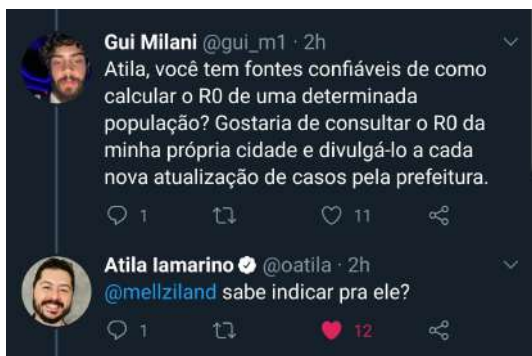 Gui Milani @gui_m1 · 2h
Atila, você tem fontes confiáveis de como
calcular o R0 de uma determinada
população? Gostaria de consultar o R0 da
minha própria cidade e divulgá-lo a cada
nova atualização de casos pela prefeitura.
1 11
Atila Iamarino @oatila · 2h
@mellziland sabe indicar pra ele?
1 12